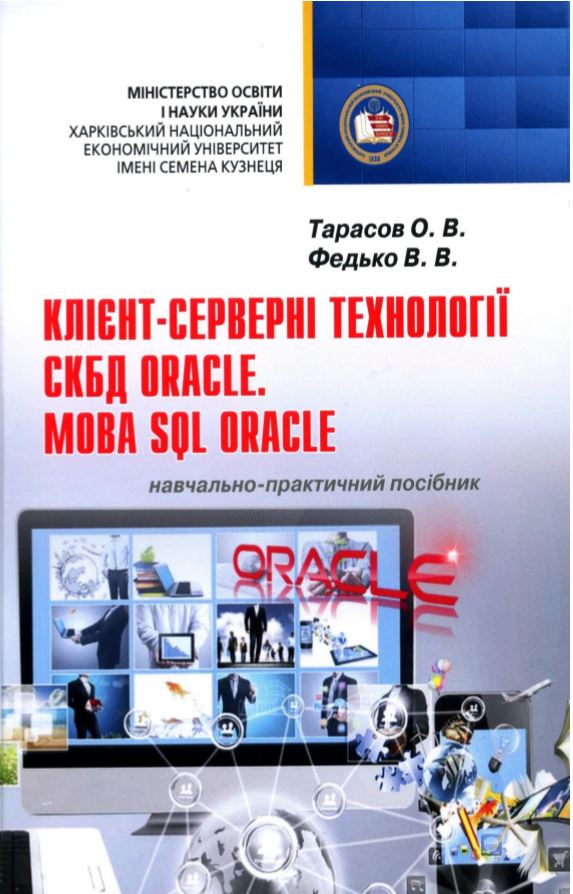 МІНІСТЕРСТВО ОСВІТИ
І НАУКИ УКРАЇНИ
ХАРКІВСЬКИЙ НАЦІОНАЛЬНИЙ
ЕКОНОМІЧНИЙ УНІВЕРСИТЕТ
ІМЕНІ СЕМЕНА КУЗНЕЦЯ
1930
Тарасов О. В.
Федько В. В.
КЛІЄНТ-СЕРВЕРНІ ТЕХНОЛОГІЇ
СКБД ORACLE.
МОВА SQL ORACLE
навчально-практичний посібник
ORACLE